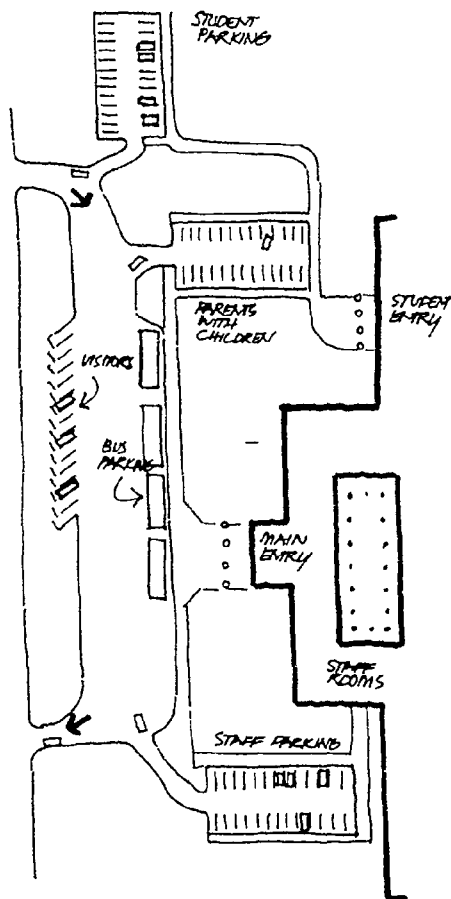 STUDENT
PARKING
PARENTS
WITH
CHILDREN
STUDENT
ENTRY
VISITORS
BUS
PARKING
MAIN
ENTRY
STAFF
ROOMS
STAFF PARKING